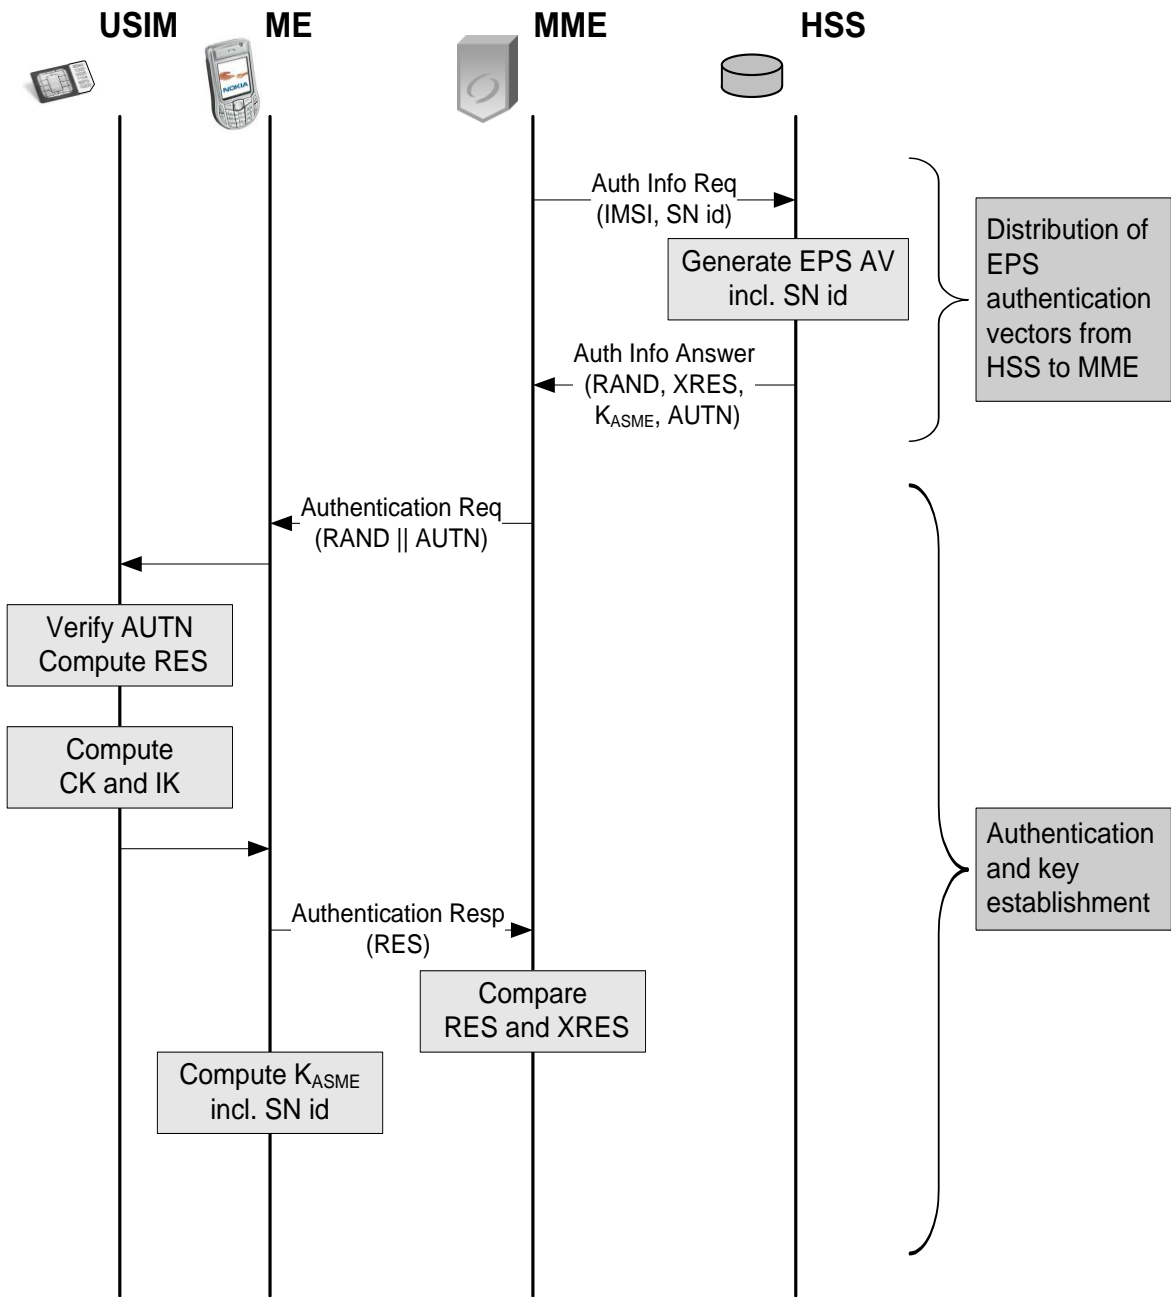 USIM ME MME HSS
NOKIA
Auth Info Req
(IMSI, SN id)
Generate EPS AV
incl. SN id
Auth Info Answer
(RAND, XRES,
K_ASME, AUTN)
Distribution of
EPS
authentication
vectors from
HSS to MME
Authentication Req
(RAND || AUTN)
Verify AUTN
Compute RES
Compute
CK and IK
Authentication Resp
(RES)
Compare
RES and XRES
Compute K_ASME
incl. SN id
Authentication
and key
establishment